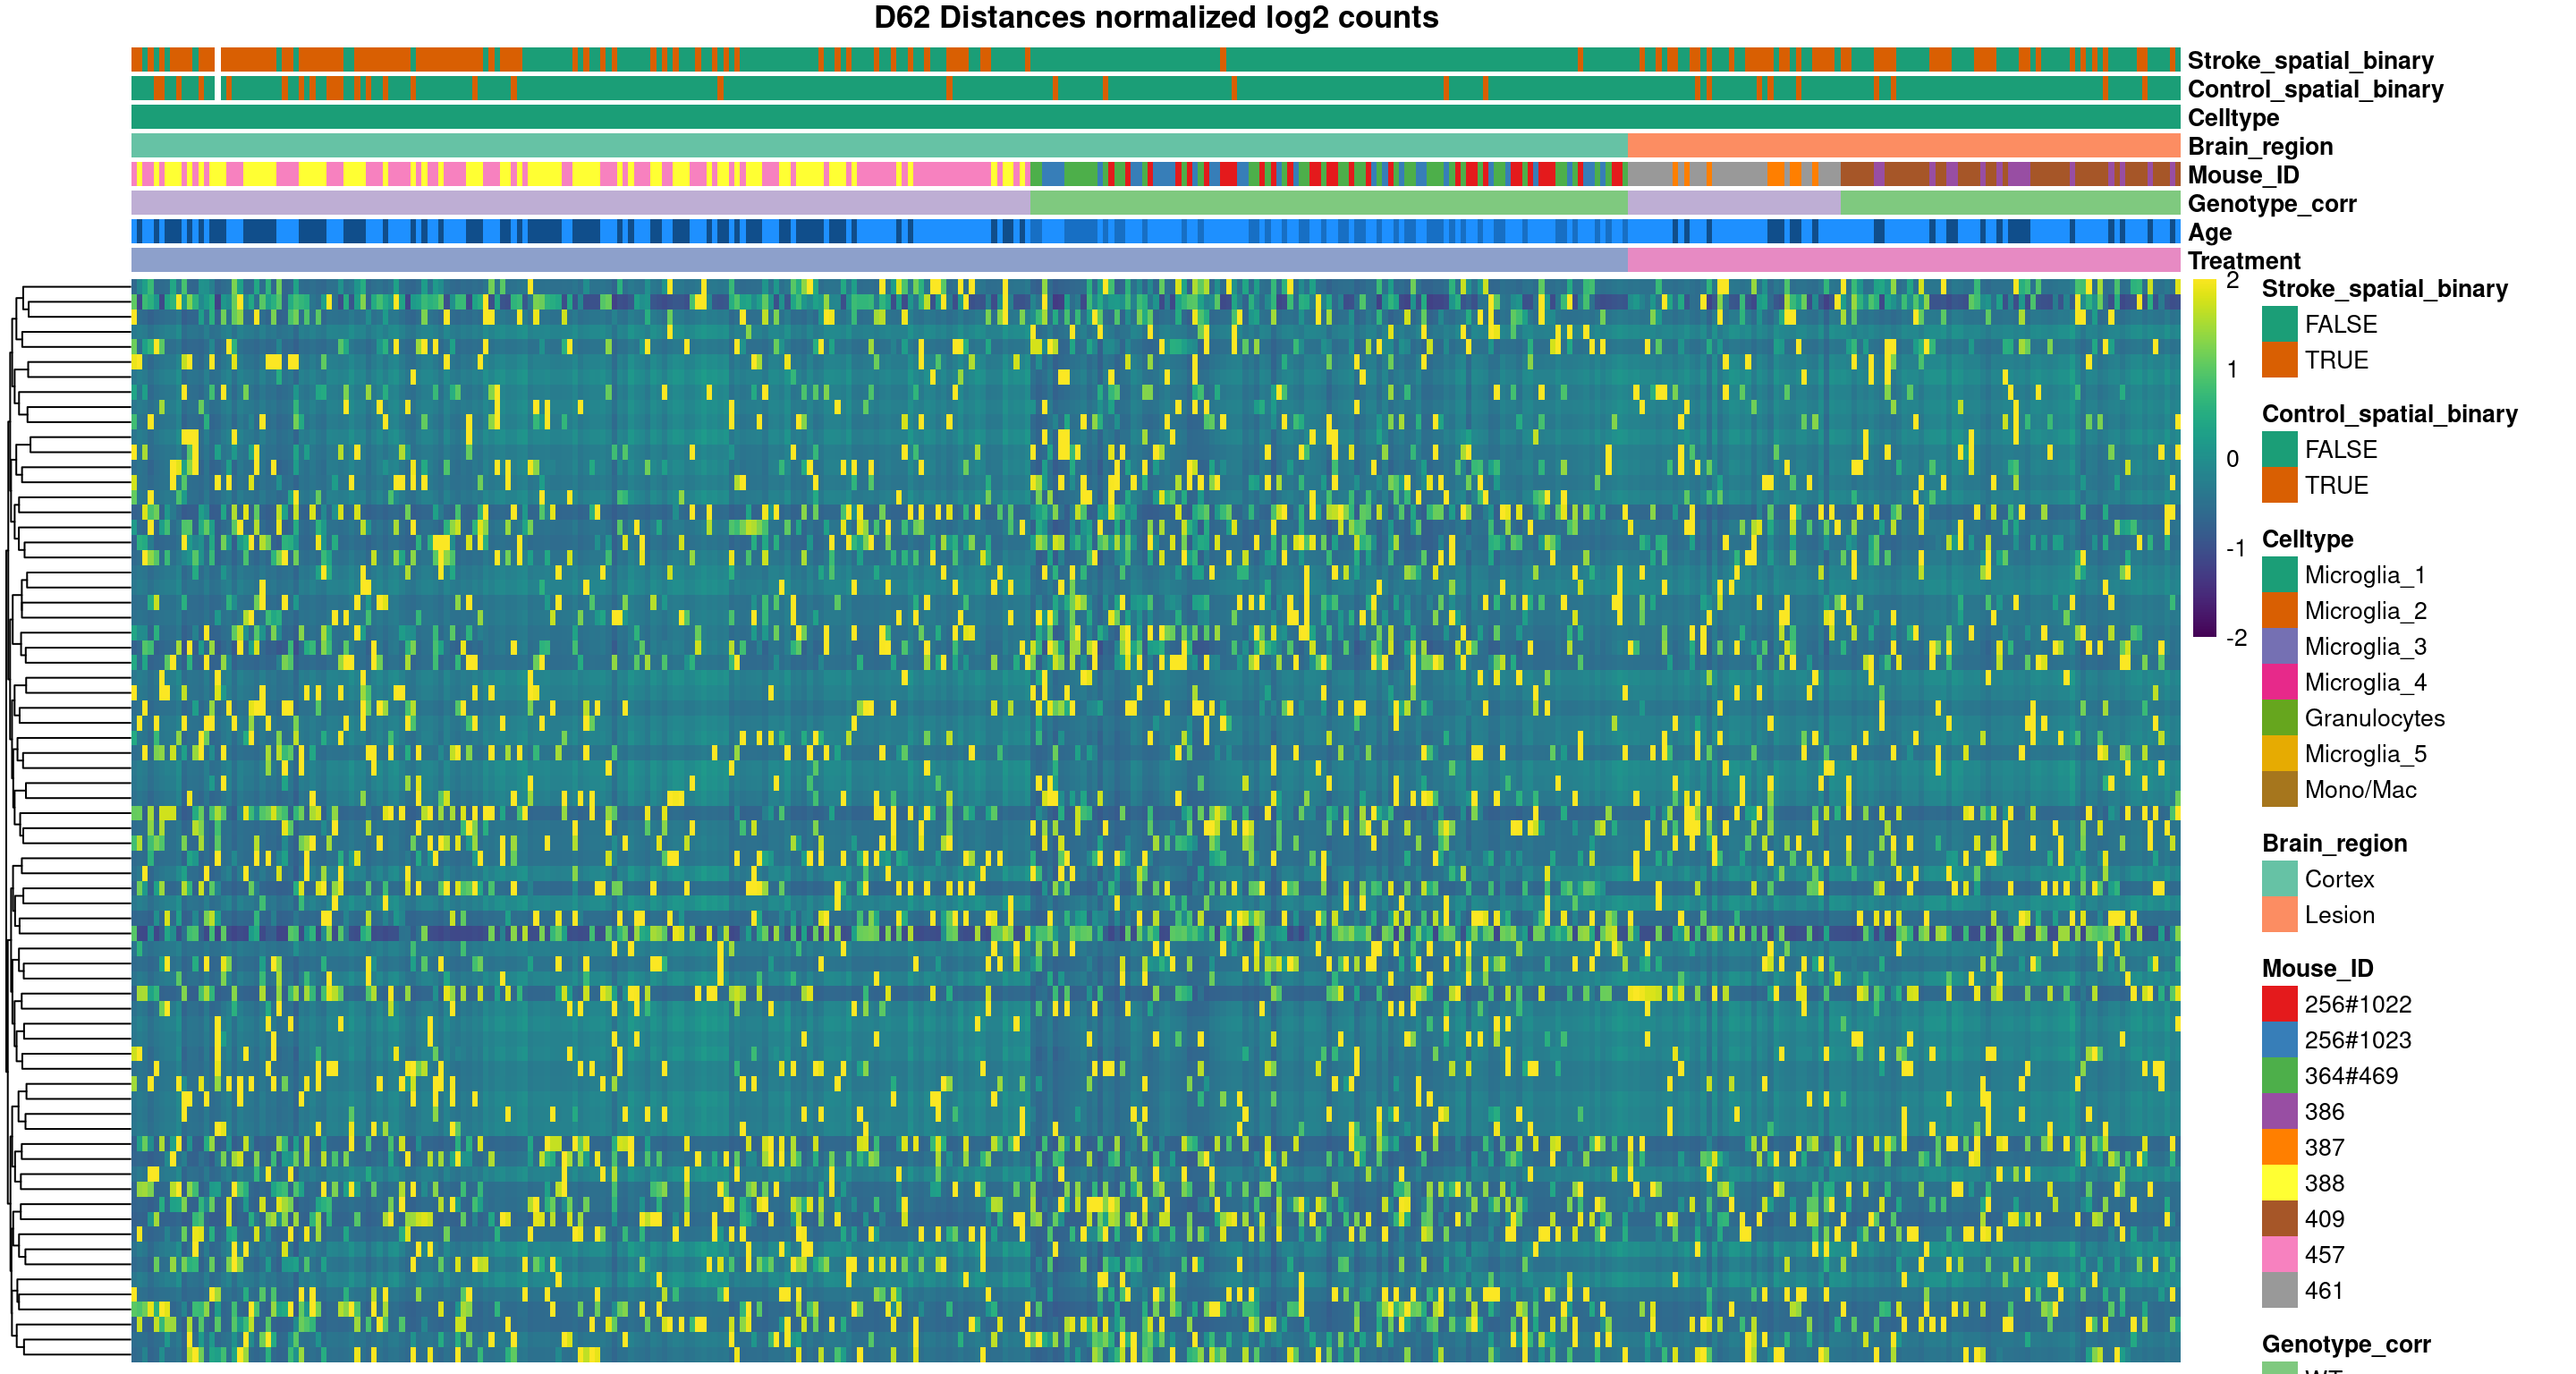 D62 Distances normalized log2 counts
Stroke_spatial_binary
Control_spatial_binary
Celltype
Brain_region
Mouse_ID
Genotype_corr
Age
Treatment
2
1
0
-1
-2
Stroke_spatial_binary
FALSE
TRUE
Control_spatial_binary
FALSE
TRUE
Celltype
Microglia_1
Microglia_2
Microglia_3
Microglia_4
Granulocytes
Microglia_5
Mono/Mac
Brain_region
Cortex
Lesion
Mouse_ID
256#1022
256#1023
364#469
386
387
388
409
457
461
Genotype_corr